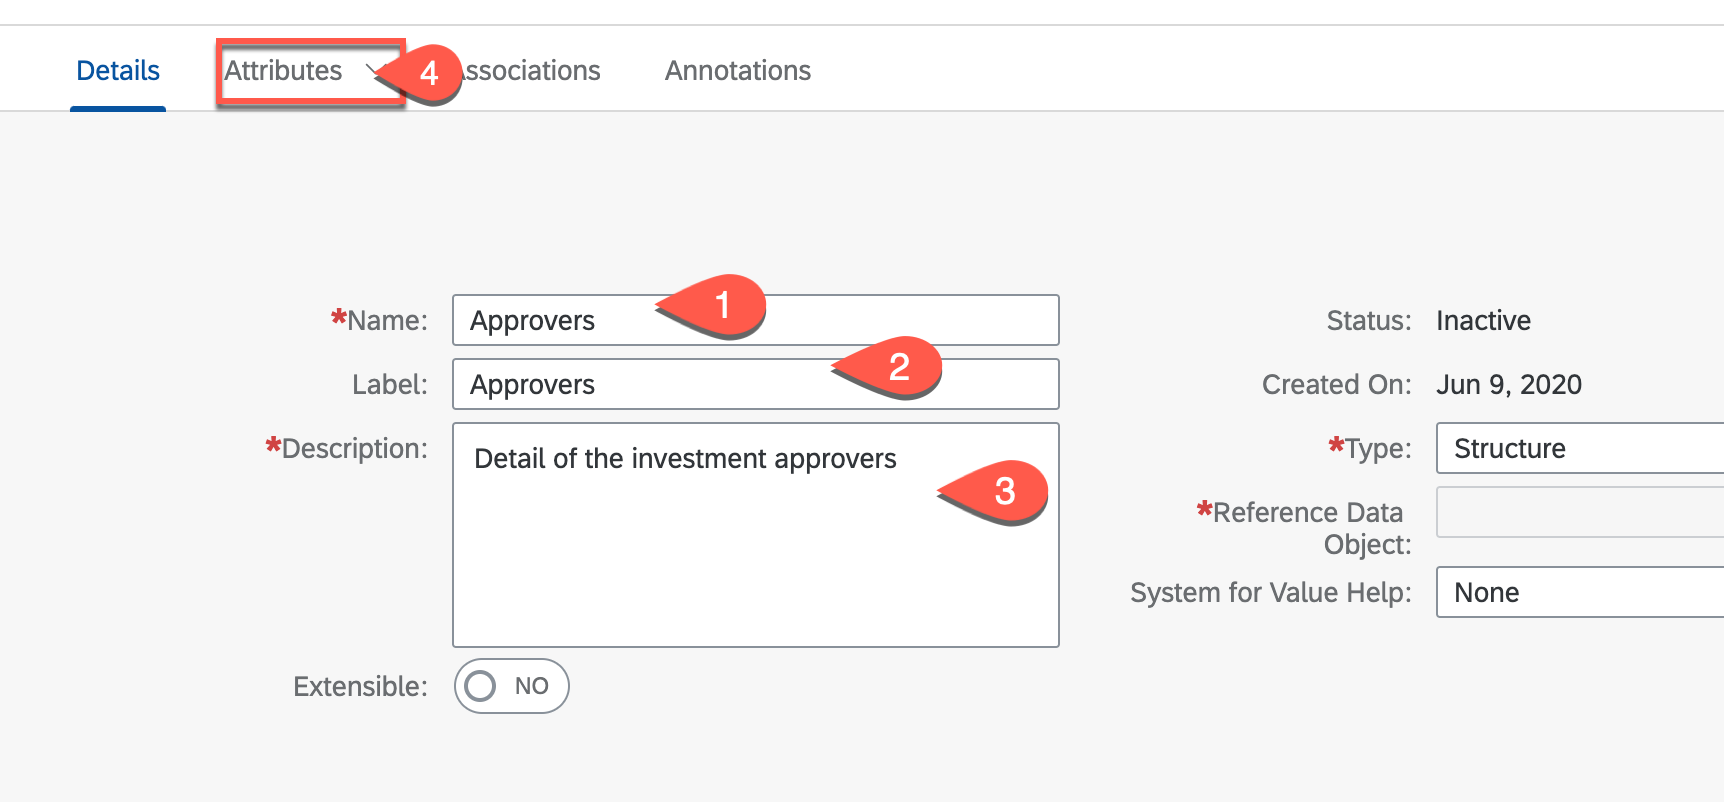 Details Attributes 4 ssociations Annotations
*Name: Approvers 1
Label: Approvers 2
*Description: Detail of the investment approvers 3
Extensible: NO
Status: Inactive
Created On: Jun 9, 2020
*Type: Structure
*Reference Data
Object:
System for Value Help: None